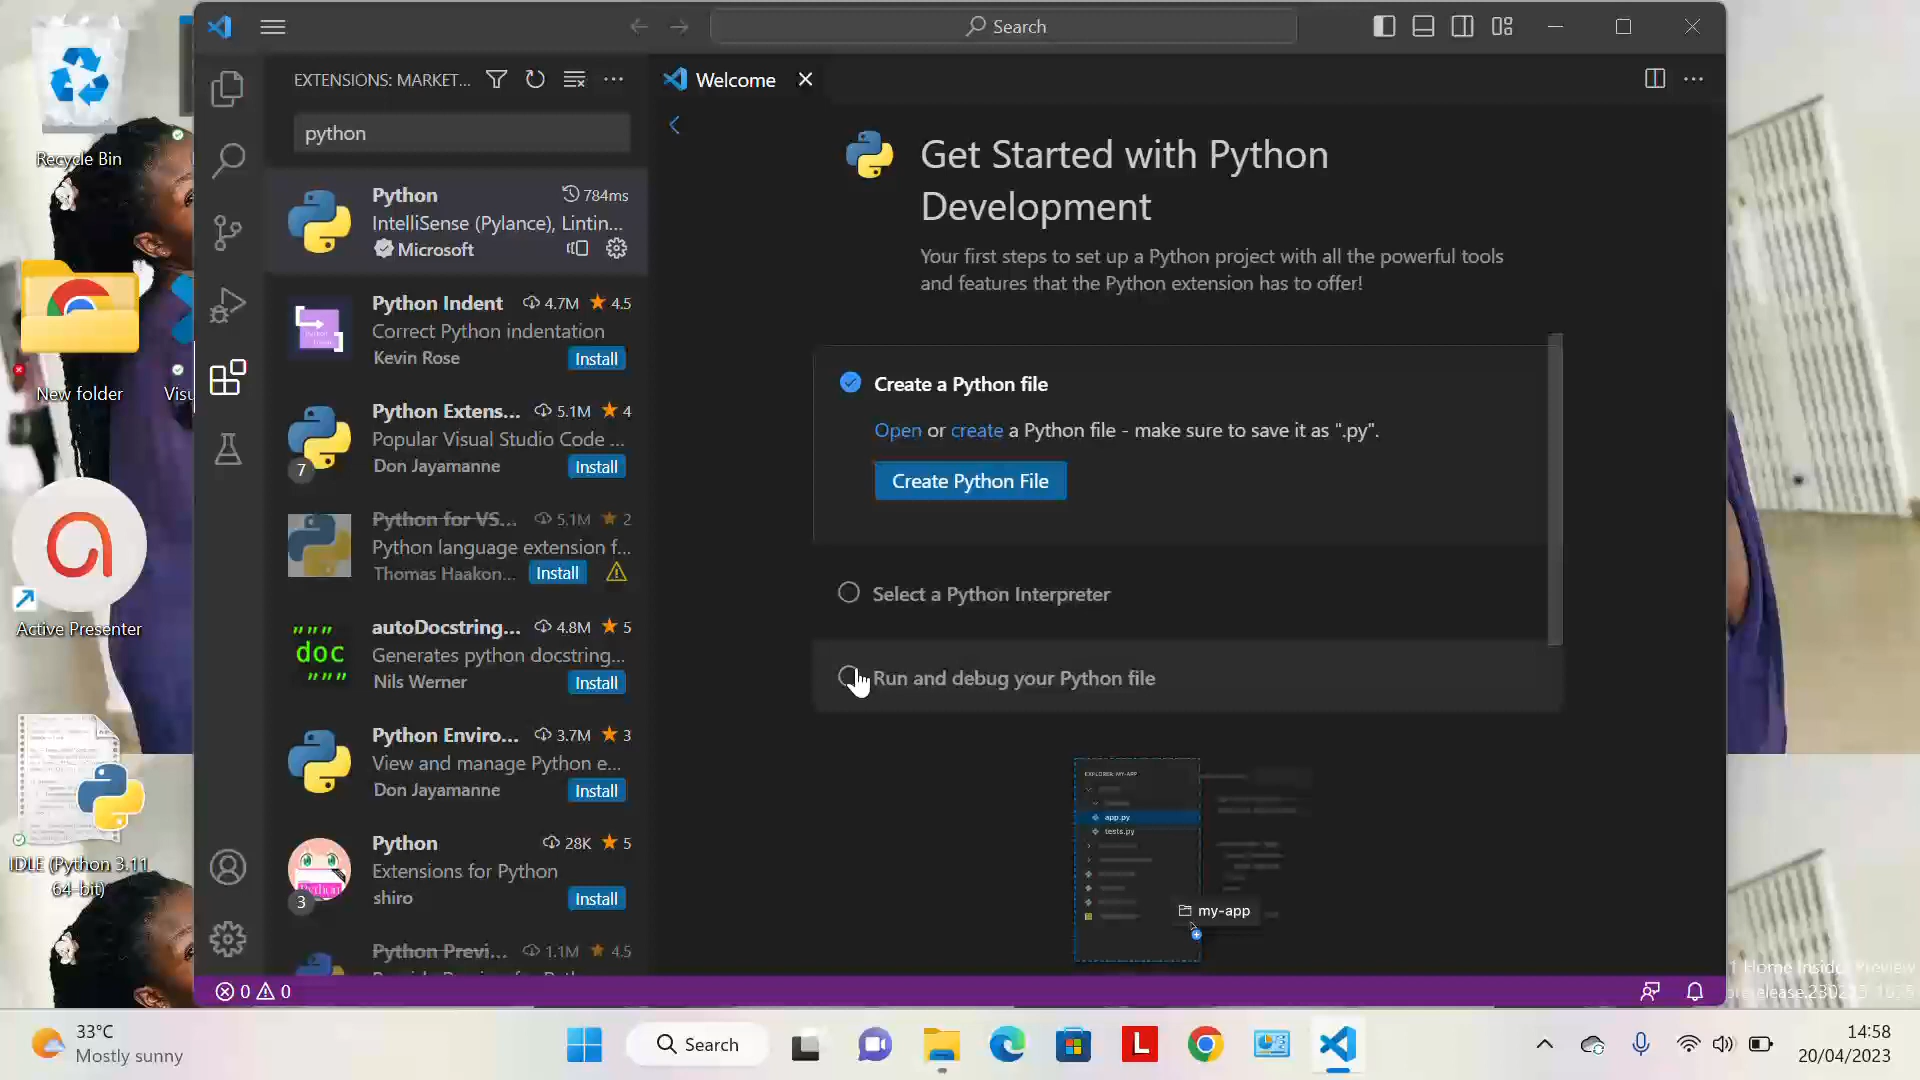 Search
EXTENSIONS: MARKET...
Welcome
python
Python 784ms
IntelliSense (Pylance), Lintin...
Microsoft
Python Indent 4.7M 4.5
Correct Python indentation
Kevin Rose Install
Python Extens... 5.1M 4
Popular Visual Studio Code ...
Don Jayamanne Install
7
Python for VS... 5.1M 2
Python language extension f...
Thomas Haakon... Install
autoDocstring... 4.8M 5
Generates python docstring...
Nils Werner Install
""" doc """
Python Enviro... 3.7M 3
View and manage Python e...
Don Jayamanne Install
Python 28K 5
Extensions for Python
shiro Install
3
Python Previ... 1.1M 4.5
Get Started with Python
Development
Your first steps to set up a Python project with all the powerful tools
and features that the Python extension has to offer!
Create a Python file
Open or create a Python file - make sure to save it as ".py".
Create Python File
Select a Python Interpreter
Run and debug your Python file
EXPLORER: MY-APP
app.py
tests.py
my-app
0 0
Recycle Bin
New folder
Visu
Active Presenter
IDLE (Python 3.11
64-bit)
33°C
Mostly sunny
Search
L
14:58
20/04/2023